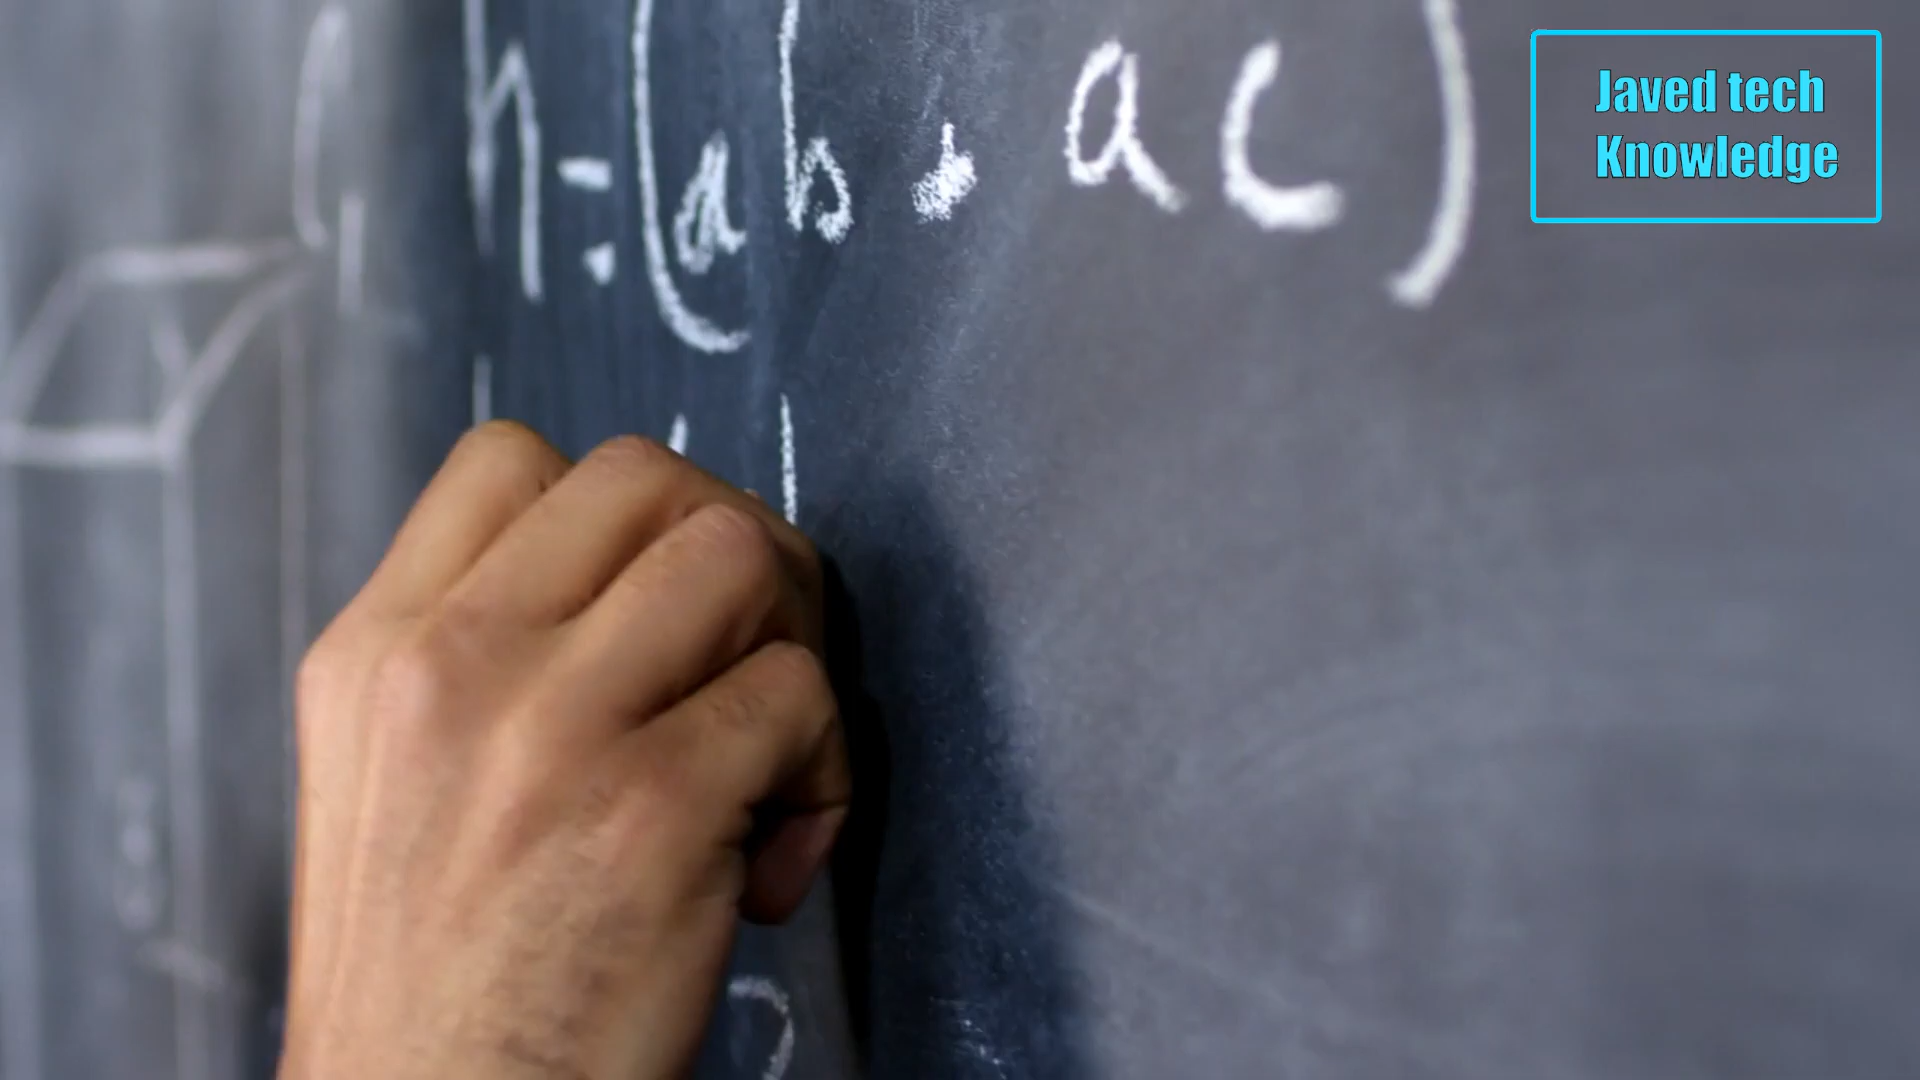 h = (ab, ac)
Javed tech
Knowledge